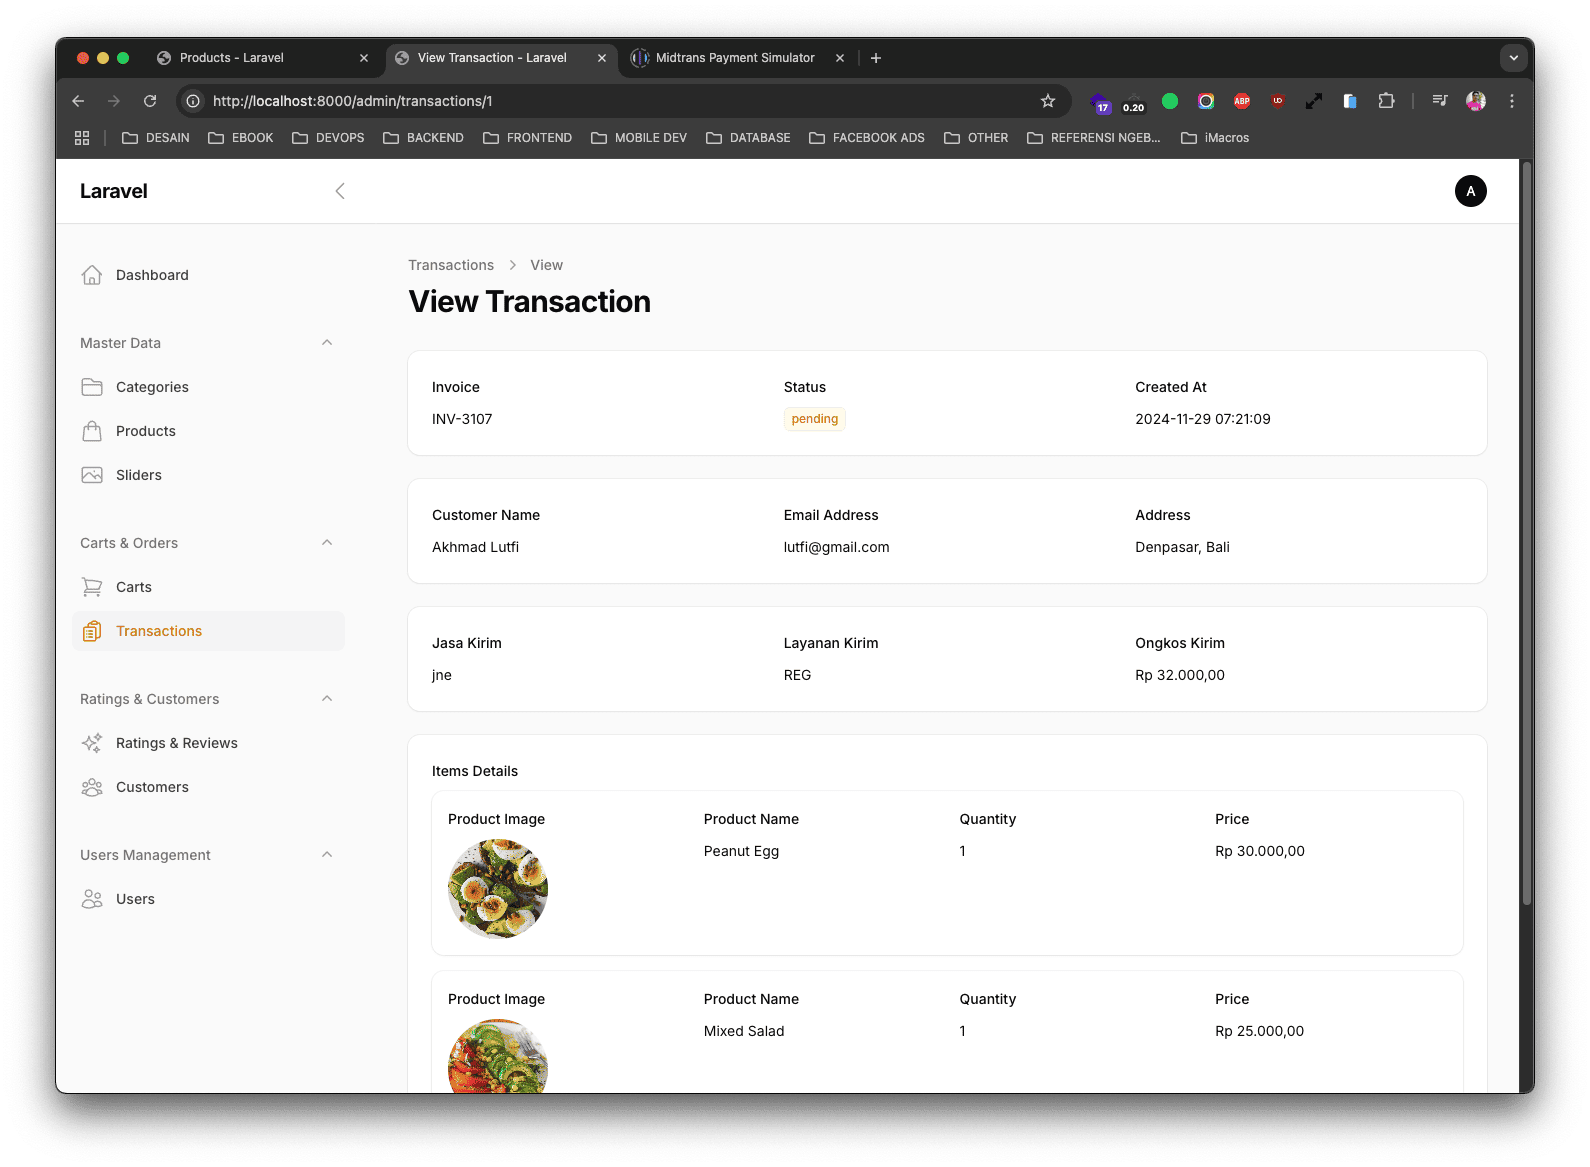 Products - Laravel
View Transaction - Laravel
Midtrans Payment Simulator
http://localhost:8000/admin/transactions/1
17
0.20
ABP
UD
DESAIN
EBOOK
DEVOPS
BACKEND
FRONTEND
MOBILE DEV
DATABASE
FACEBOOK ADS
OTHER
REFERENSI NGEB...
iMacros
Laravel
A
Dashboard
Master Data
Categories
Products
Sliders
Carts & Orders
Carts
Transactions
Ratings & Customers
Ratings & Reviews
Customers
Users Management
Users
Transactions > View
View Transaction
Invoice Status Created At
INV-3107 pending 2024-11-29 07:21:09
Customer Name Email Address Address
Akhmad Lutfi lutfi@gmail.com Denpasar, Bali
Jasa Kirim Layanan Kirim Ongkos Kirim
jne REG Rp 32.000,00
Items Details
Product Image Product Name Quantity Price
Peanut Egg 1 Rp 30.000,00
Product Image Product Name Quantity Price
Mixed Salad 1 Rp 25.000,00